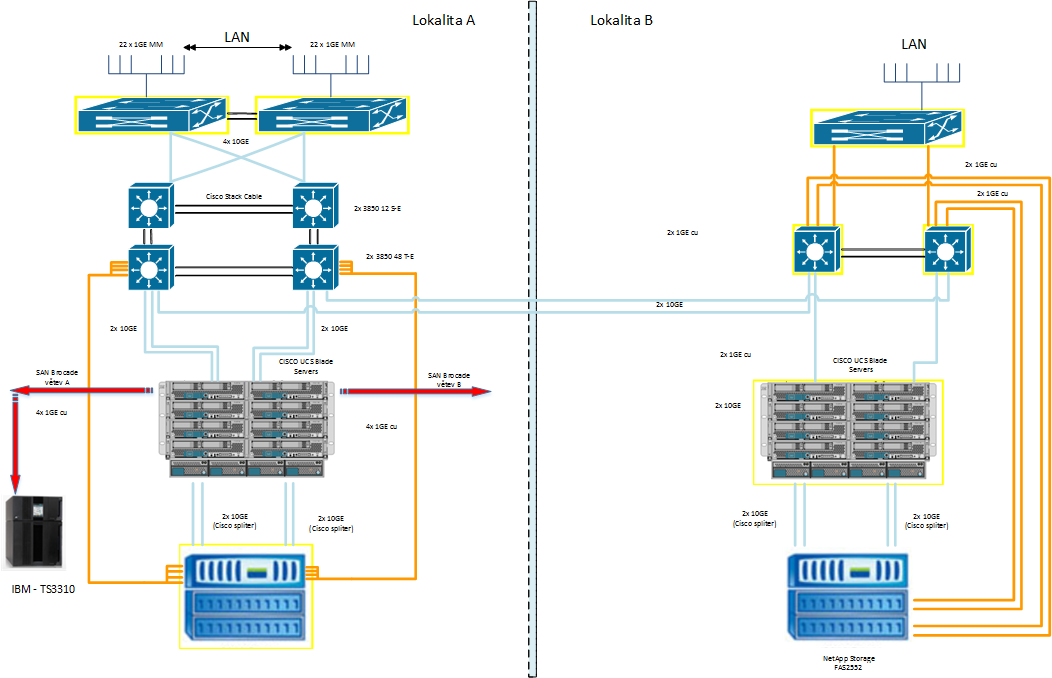 Lokalita A
Lokalita B
LAN
22 x 1GE MM
22 x 1GE MM
LAN
4x 10GE
2x 1GE cu
Cisco Stack Cable
2x 3850 12 S-E
2x 1GE cu
2x 1GE cu
2x 3850 48 T-E
2x 10GE
2x 10GE
2x 10GE
CISCO UCS Blade
Servers
2x 1GE cu
CISCO UCS Blade
Servers
SAN Brocade
větev A
SAN Brocade
větev B
4x 1GE cu
4x 1GE cu
2x 10GE
2x 10GE
(Cisco spliter)
2x 10GE
(Cisco spliter)
2x 10GE
(Cisco spliter)
2x 10GE
(Cisco spliter)
IBM - TS3310
NetApp Storage
FAS2552